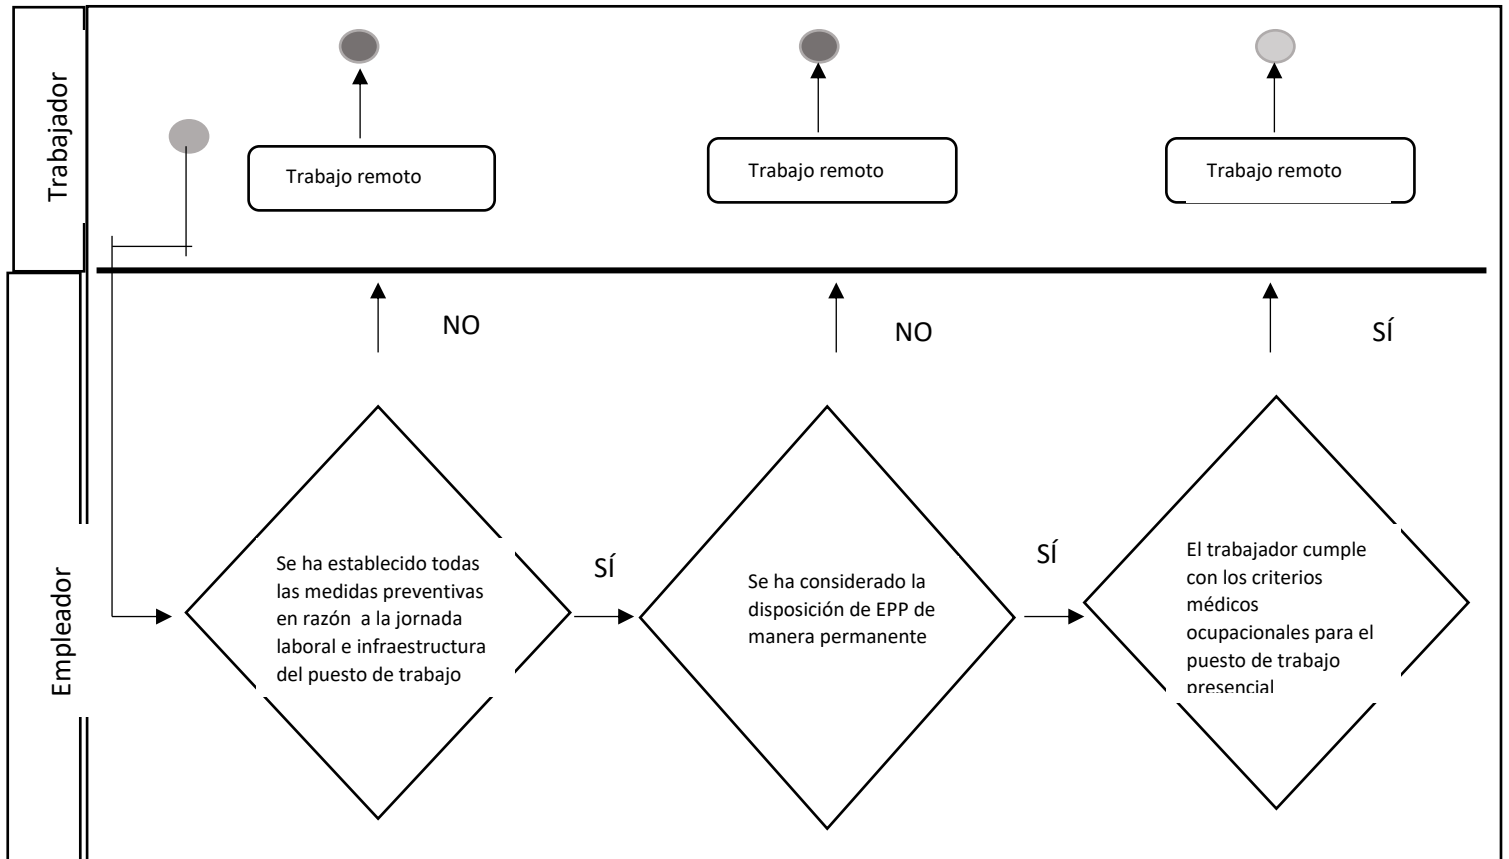 Trabajador
Trabajo remoto
Trabajo remoto
Trabajo remoto
NO
NO
SÍ
Empleador
Se ha establecido todas
las medidas preventivas
en razón a la jornada
laboral e infraestructura
del puesto de trabajo
SÍ
Se ha considerado la
disposición de EPP de
manera permanente
SÍ
El trabajador cumple
con los criterios
médicos
ocupacionales para el
puesto de trabajo
presencial